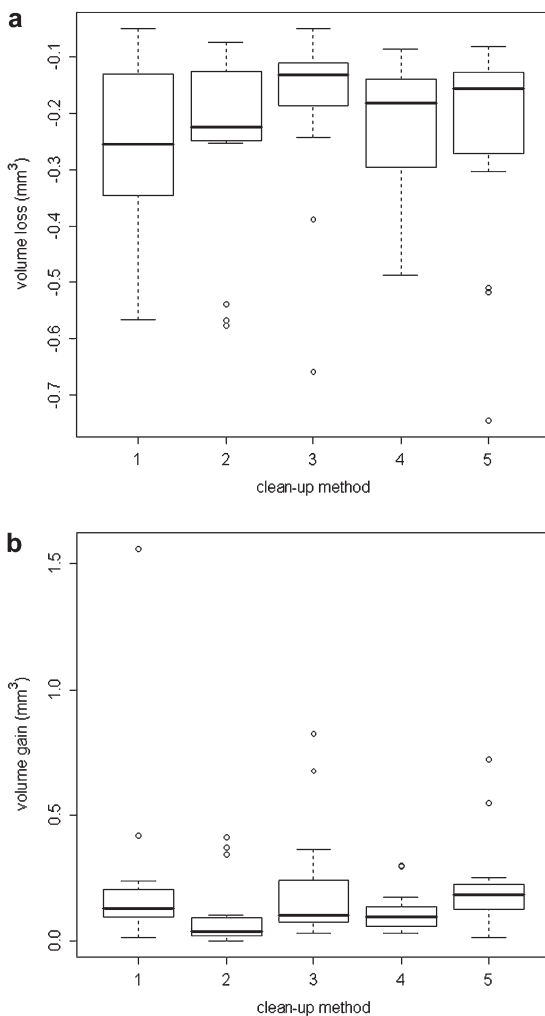 a
-0.1
-0.2
-0.3
-0.4
-0.5
-0.6
-0.7
volume loss (mm³)
1 2 3 4 5
clean-up method
b
1.5
1.0
0.5
0.0
volume gain (mm³)
1 2 3 4 5
clean-up method